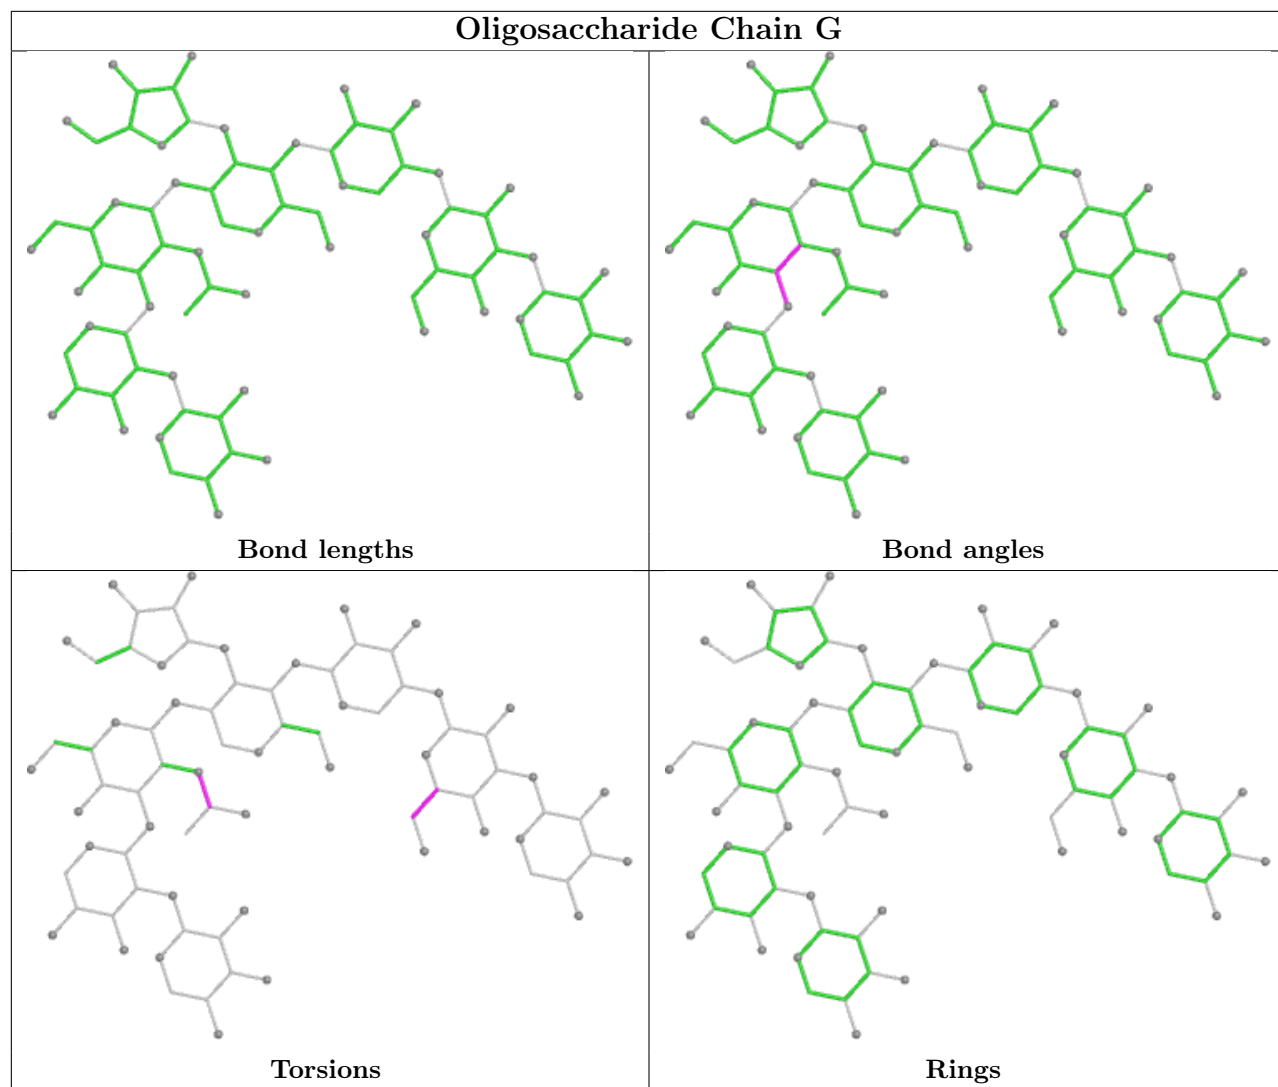 Oligosaccharide Chain G
Bond lengths
Bond angles
Torsions
Rings